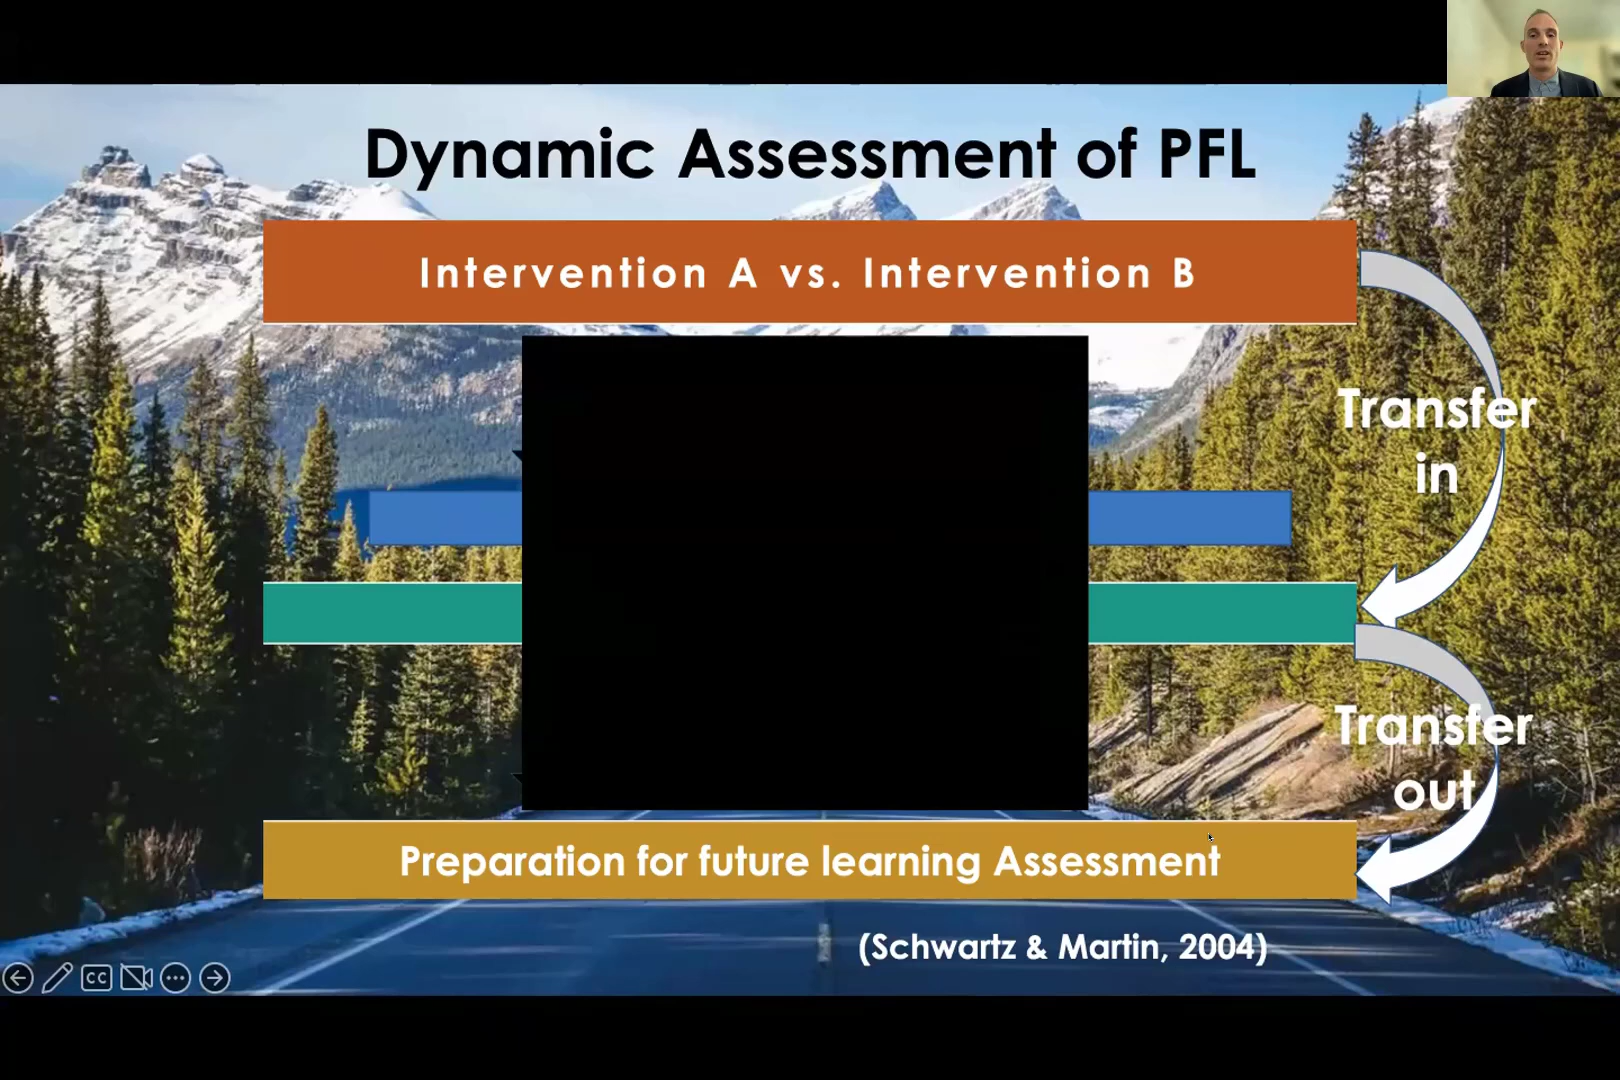 Dynamic Assessment of PFL
Intervention A vs. Intervention B
Transfer
in
Transfer
out
Preparation for future learning Assessment
(Schwartz & Martin, 2004)
CC